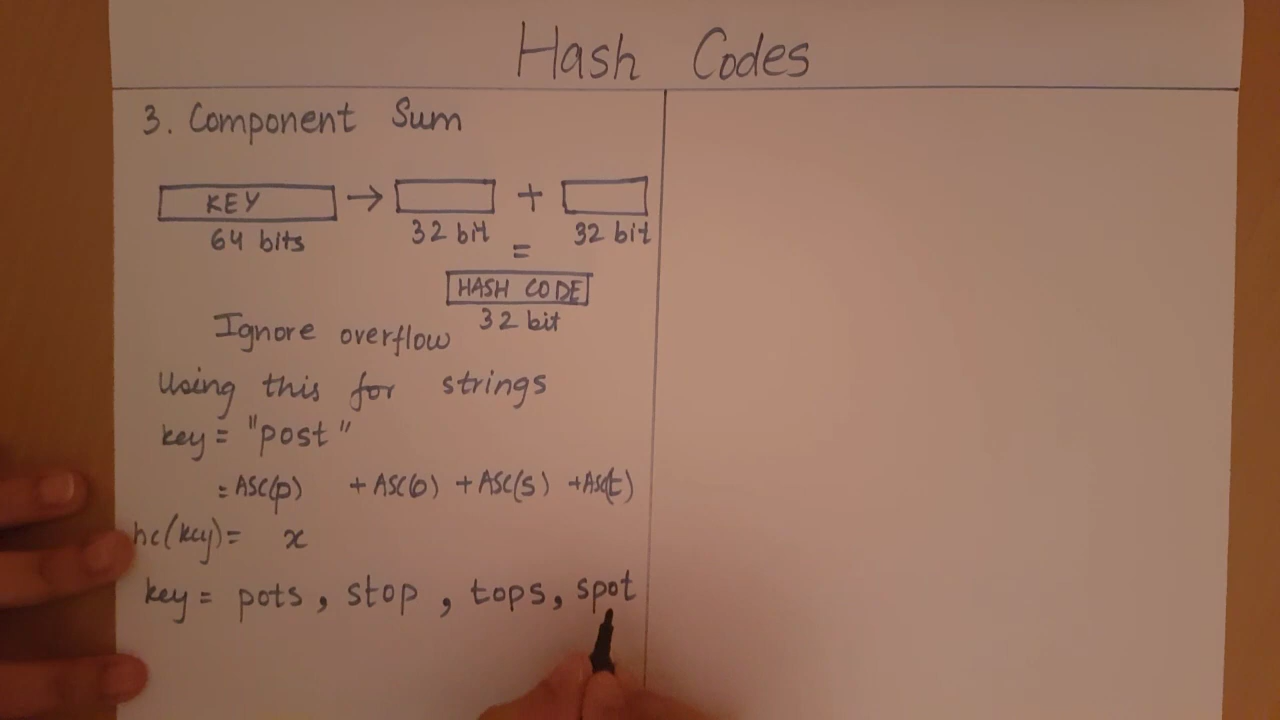 Hash Codes
3. Component Sum
KEY → +
64 bits 32 bit 32 bit
=
HASH CODE
32 bit
Ignore overflow
Using this for strings
key = "post"
= ASC(p) + ASC(o) + ASC(s) + ASC(t)
hc(key) = x
key = pots, stop, tops, spot